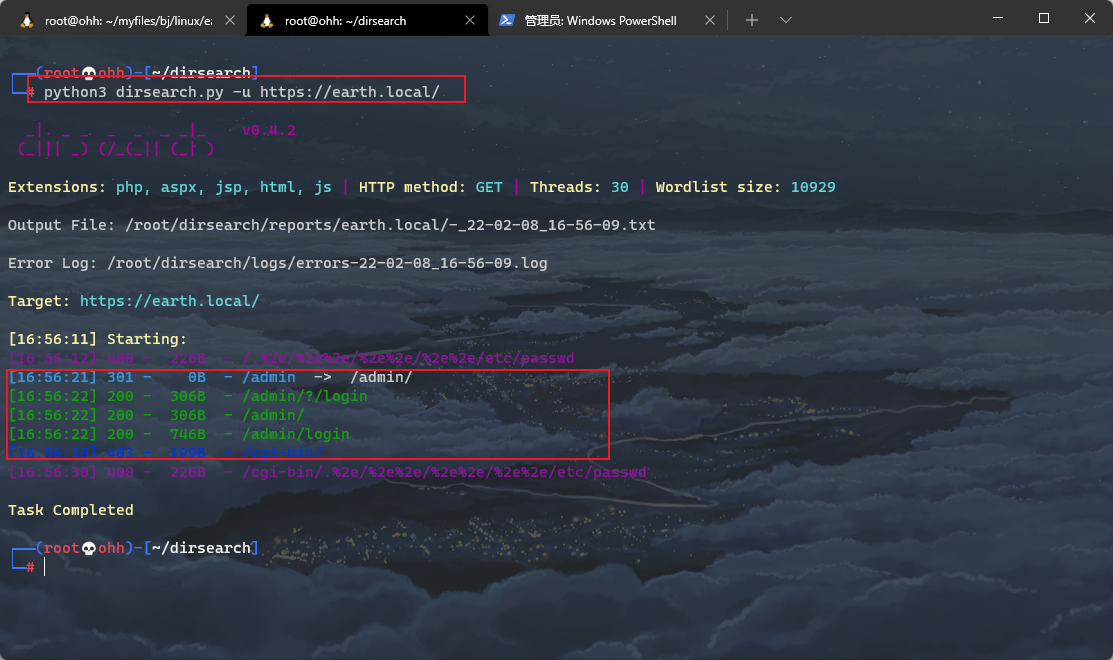 root@ohh: ~/myfiles/bj/linux/ea
root@ohh: ~/dirsearch
管理员: Windows PowerShell
(root💀ohh)-[~/dirsearch]
# python3 dirsearch.py -u https://earth.local/
v0.4.2
Extensions: php, aspx, jsp, html, js | HTTP method: GET | Threads: 30 | Wordlist size: 10929
Output File: /root/dirsearch/reports/earth.local/-_22-02-08_16-56-09.txt
Error Log: /root/dirsearch/logs/errors-22-02-08_16-56-09.log
Target: https://earth.local/
[16:56:11] Starting:
[16:56:12] 400 - 226B - /.%2e/%2e%2e/%2e%2e/%2e%2e/etc/passwd
[16:56:21] 301 - 0B - /admin -> /admin/
[16:56:22] 200 - 306B - /admin/?/login
[16:56:22] 200 - 306B - /admin/
[16:56:22] 200 - 746B - /admin/login
/cgi-bin/
[16:56:38] 400 - 226B - /cgi-bin/.%2e/%2e%2e/%2e%2e/%2e%2e/etc/passwd
Task Completed
(root💀ohh)-[~/dirsearch]
#